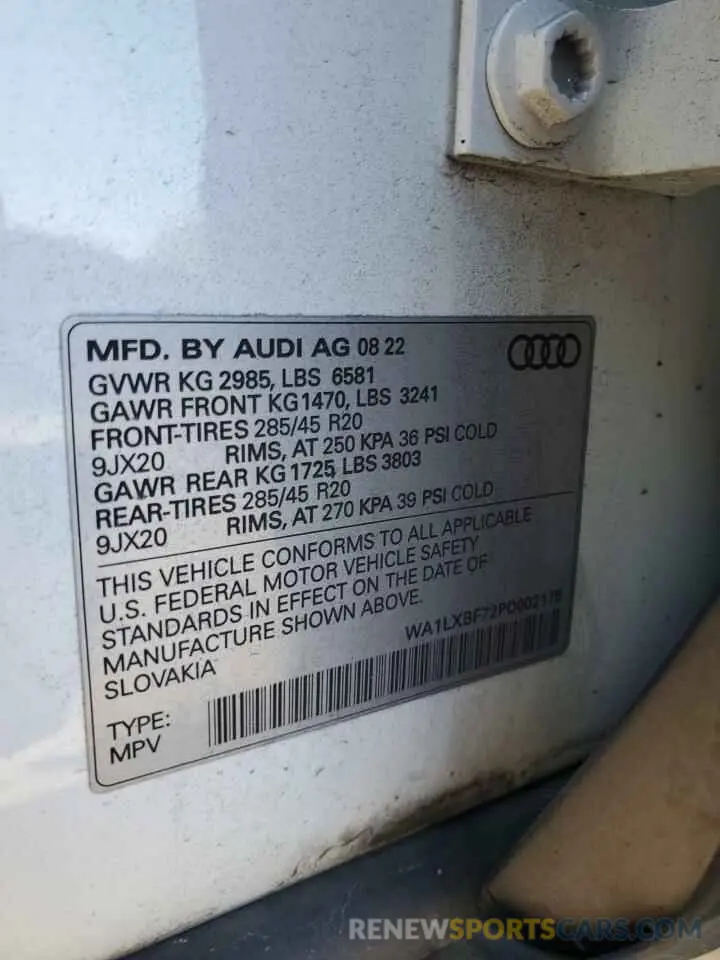 MFD. BY AUDI AG 08 22
GVWR KG 2985, LBS 6581
GAWR FRONT KG1470, LBS 3241
FRONT-TIRES 285/45 R20
9JX20 RIMS, AT 250 KPA 36 PSI COLD
GAWR REAR KG1725, LBS 3803
REAR-TIRES 285/45 R20
9JX20 RIMS, AT 270 KPA 39 PSI COLD
THIS VEHICLE CONFORMS TO ALL APPLICABLE
U.S. FEDERAL MOTOR VEHICLE SAFETY
STANDARDS IN EFFECT ON THE DATE OF
MANUFACTURE SHOWN ABOVE.
SLOVAKIA WA1LXBF72PD002178
TYPE:
MPV
RENEWSPORTSCARS.COM